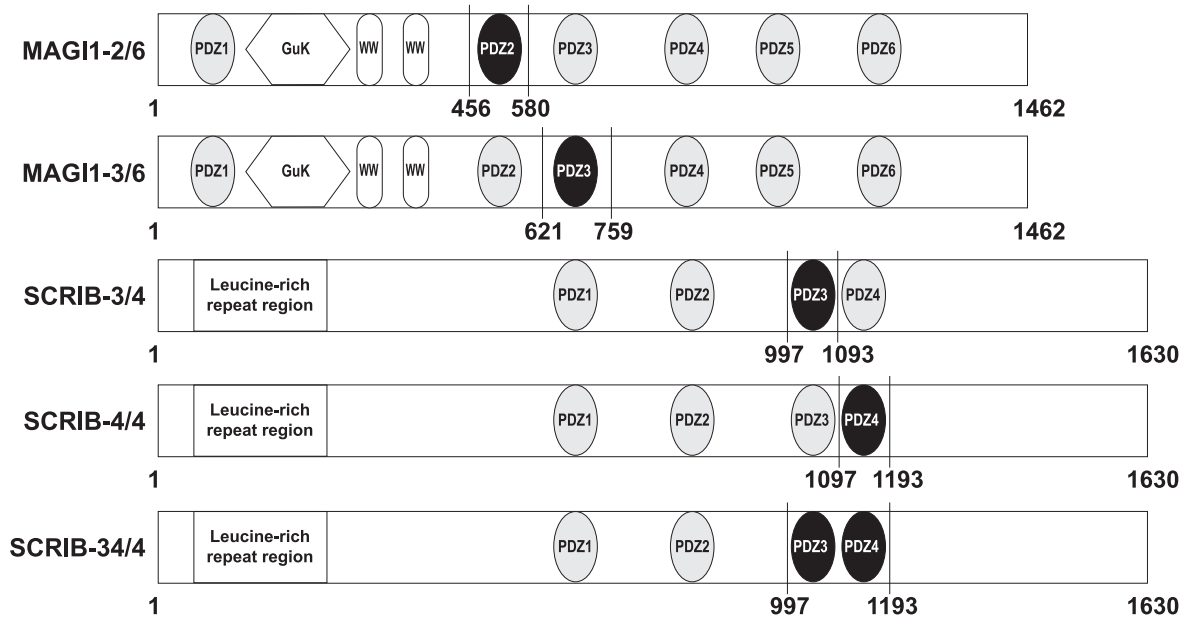 MAGI1-2/6 PDZ1 GuK WW WW PDZ2 PDZ3 PDZ4 PDZ5 PDZ6
1 456 580 1462
MAGI1-3/6 PDZ1 GuK WW WW PDZ2 PDZ3 PDZ4 PDZ5 PDZ6
1 621 759 1462
SCRIB-3/4 Leucine-rich
repeat region PDZ1 PDZ2 PDZ3 PDZ4
1 997 1093 1630
SCRIB-4/4 Leucine-rich
repeat region PDZ1 PDZ2 PDZ3 PDZ4
1 1097 1193 1630
SCRIB-34/4 Leucine-rich
repeat region PDZ1 PDZ2 PDZ3 PDZ4
1 997 1193 1630